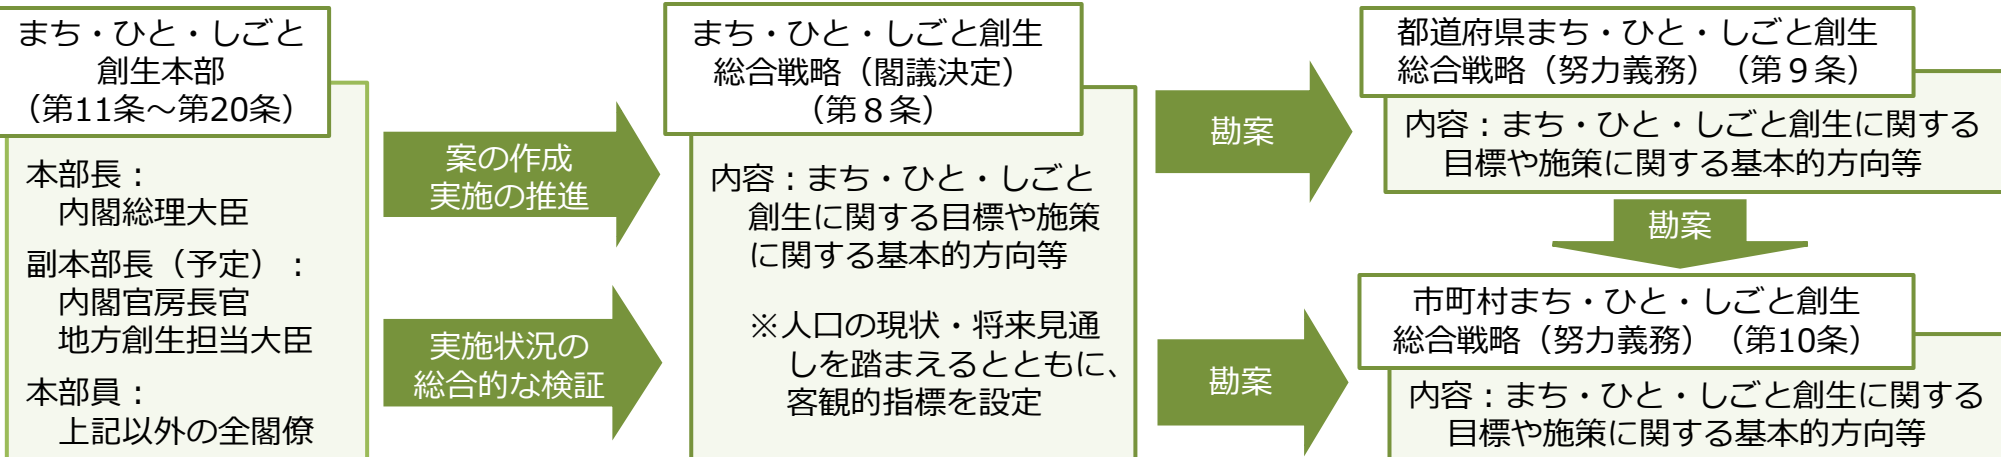 まち・ひと・しごと
創生本部
（第11条～第20条）
本部長：
内閣総理大臣
副本部長（予定）：
内閣官房長官
地方創生担当大臣
本部員：
上記以外の全閣僚
案の作成
実施の推進
実施状況の
総合的な検証
まち・ひと・しごと創生
総合戦略（閣議決定）
（第８条）
内容：まち・ひと・しごと
創生に関する目標や施策
に関する基本的方向等
※人口の現状・将来見通
しを踏まえるとともに、
客観的指標を設定
勘案
勘案
都道府県まち・ひと・しごと創生
総合戦略（努力義務）（第９条）
内容：まち・ひと・しごと創生に関する
目標や施策に関する基本的方向等
勘案
市町村まち・ひと・しごと創生
総合戦略（努力義務）（第10条）
内容：まち・ひと・しごと創生に関する
目標や施策に関する基本的方向等